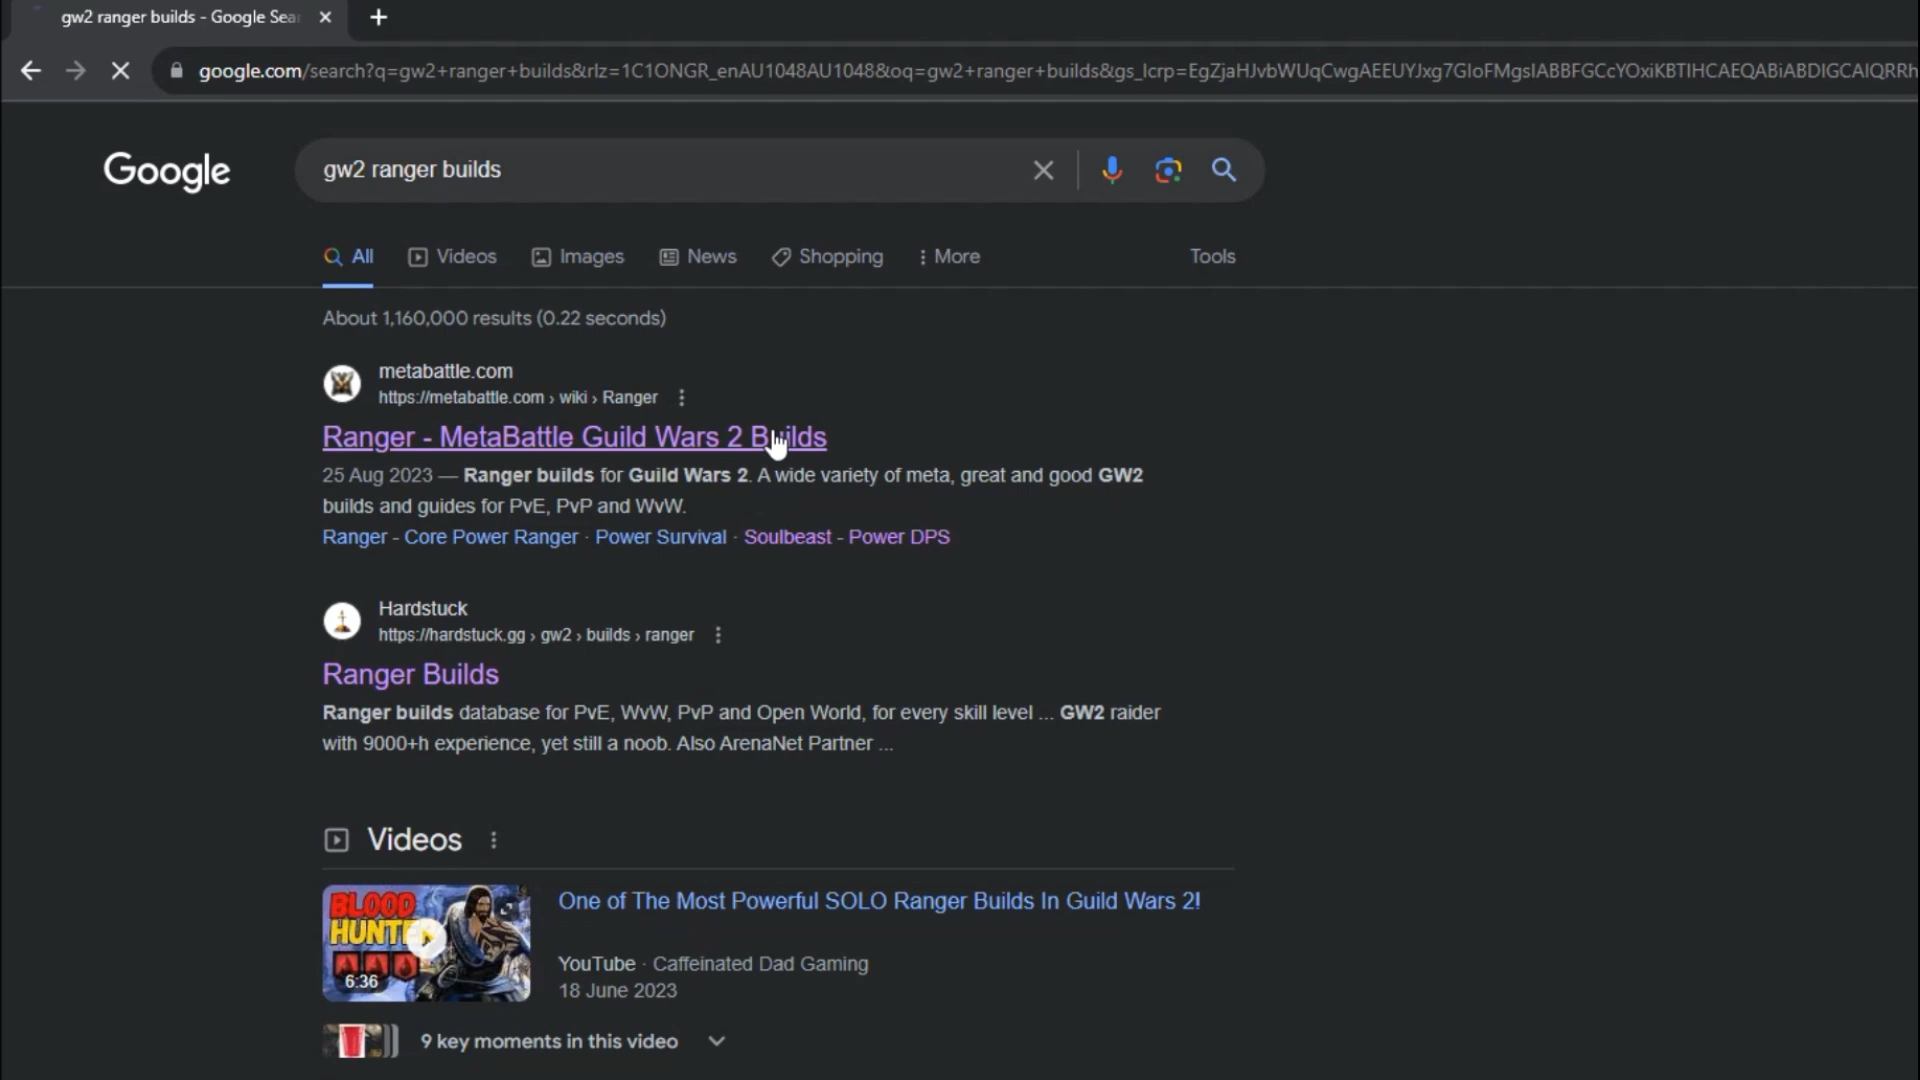 gw2 ranger builds - Google Sea
google.com/search?q=gw2+ranger+builds&rlz=1C1ONGR_enAU1048AU1048&oq=gw2+ranger+builds&gs_lcrp=EgZjaHJvbWUqCwgAEEUYJxg7GIoFMgsIABBFGCcYOxiKBTIHCAEQABiABDIGCAIQRRh
Google
gw2 ranger builds
All Videos Images News Shopping More Tools
About 1,160,000 results (0.22 seconds)
metabattle.com
https://metabattle.com › wiki › Ranger
Ranger - MetaBattle Guild Wars 2 Builds
25 Aug 2023 — Ranger builds for Guild Wars 2. A wide variety of meta, great and good GW2
builds and guides for PvE, PvP and WvW.
Ranger - Core Power Ranger · Power Survival · Soulbeast - Power DPS
Hardstuck
https://hardstuck.gg › gw2 › builds › ranger
Ranger Builds
Ranger builds database for PvE, WvW, PvP and Open World, for every skill level ... GW2 raider
with 9000+h experience, yet still a noob. Also ArenaNet Partner ...
Videos
BLOOD
HUNTE
6:36
One of The Most Powerful SOLO Ranger Builds In Guild Wars 2!
YouTube · Caffeinated Dad Gaming
18 June 2023
9 key moments in this video